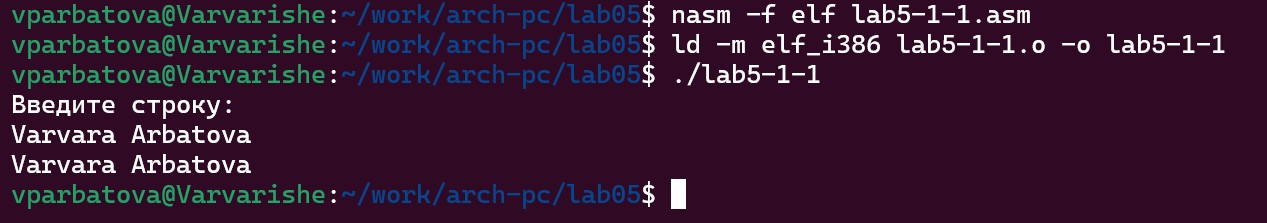 vparbatova@Varvarishe:~/work/arch-pc/lab05$ nasm -f elf lab5-1-1.asm
vparbatova@Varvarishe:~/work/arch-pc/lab05$ ld -m elf_i386 lab5-1-1.o -o lab5-1-1
vparbatova@Varvarishe:~/work/arch-pc/lab05$ ./lab5-1-1
Введите строку:
Varvara Arbatova
Varvara Arbatova
vparbatova@Varvarishe:~/work/arch-pc/lab05$